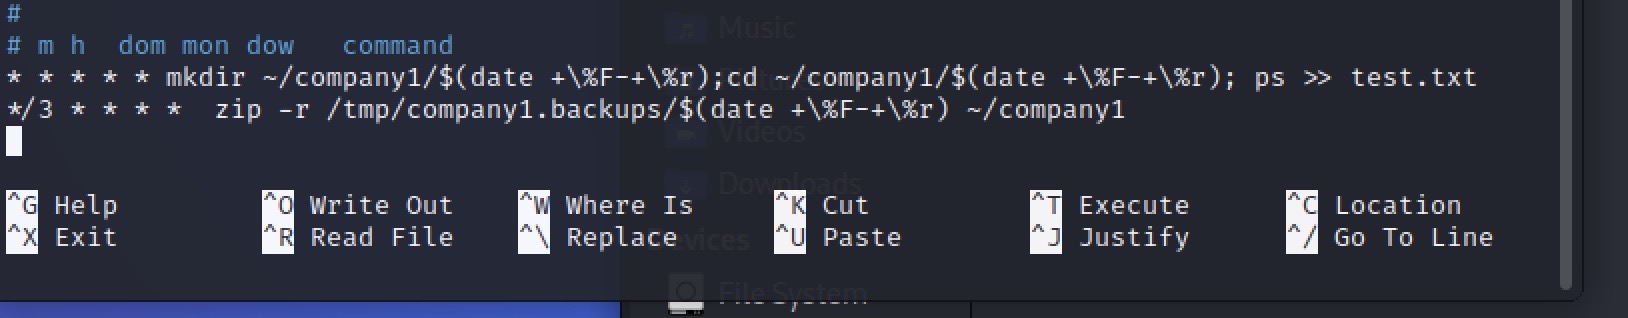 #
# m h  dom mon dow   command
* * * * * mkdir ~/company1/$(date +\%F-+\%r);cd ~/company1/$(date +\%F-+\%r); ps >> test.txt
*/3 * * * *  zip -r /tmp/company1.backups/$(date +\%F-+\%r) ~/company1
^G Help ^O Write Out ^W Where Is ^K Cut ^T Execute ^C Location
^X Exit ^R Read File ^\ Replace ^U Paste ^J Justify ^/ Go To Line
Music
Videos
Downloads
Devices
File System